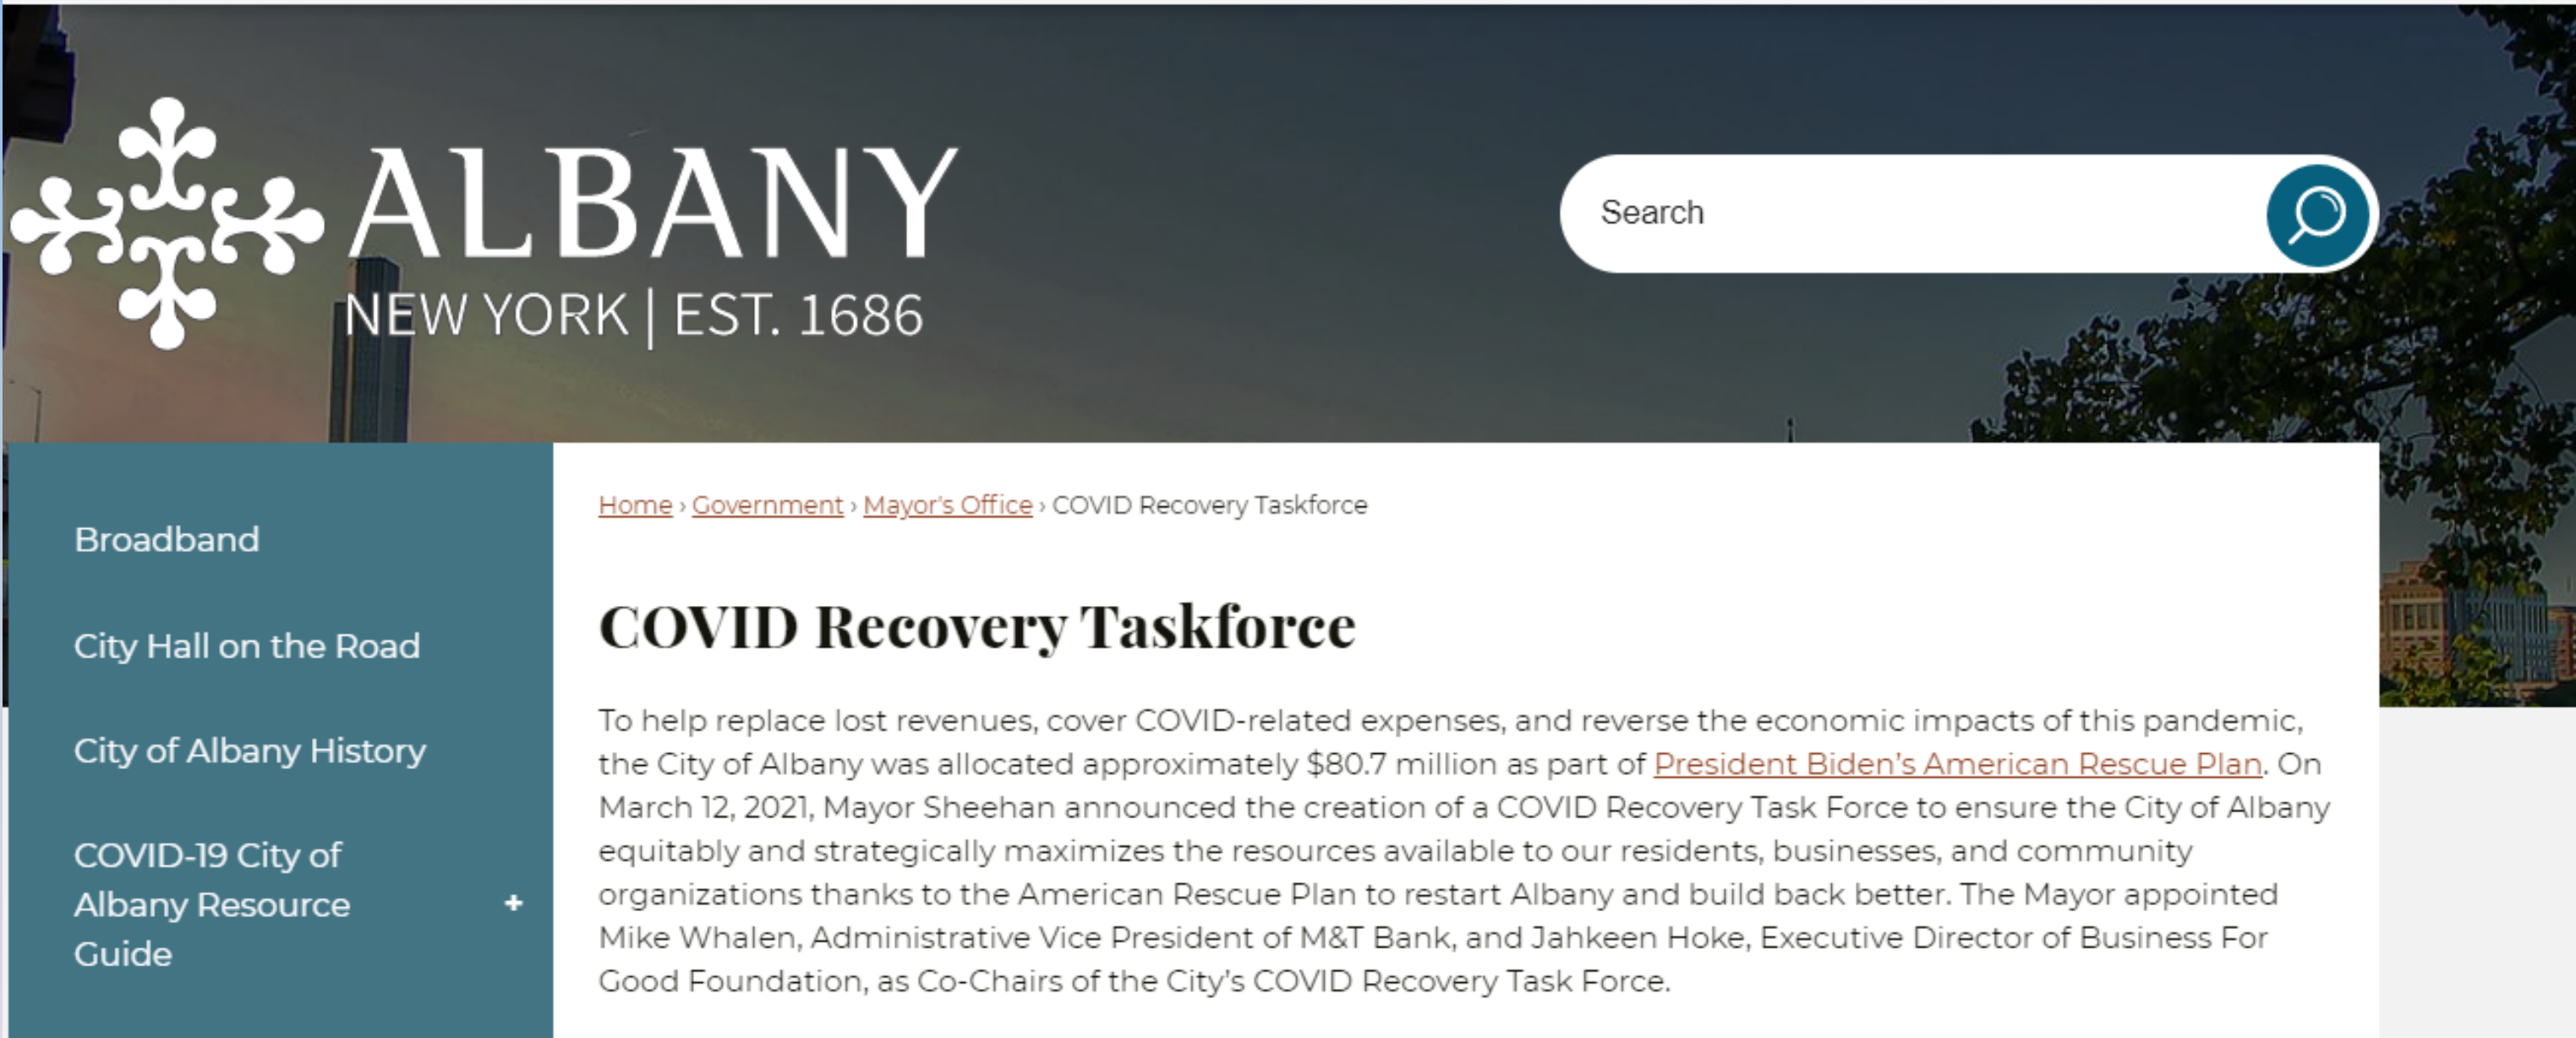 ALBANY
NEW YORK | EST. 1686
Search
Broadband
City Hall on the Road
City of Albany History
COVID-19 City of
Albany Resource
Guide
+
Home › Government › Mayor's Office › COVID Recovery Taskforce
COVID Recovery Taskforce
To help replace lost revenues, cover COVID-related expenses, and reverse the economic impacts of this pandemic,
the City of Albany was allocated approximately $80.7 million as part of President Biden's American Rescue Plan. On
March 12, 2021, Mayor Sheehan announced the creation of a COVID Recovery Task Force to ensure the City of Albany
equitably and strategically maximizes the resources available to our residents, businesses, and community
organizations thanks to the American Rescue Plan to restart Albany and build back better. The Mayor appointed
Mike Whalen, Administrative Vice President of M&T Bank, and Jahkeen Hoke, Executive Director of Business For
Good Foundation, as Co-Chairs of the City's COVID Recovery Task Force.